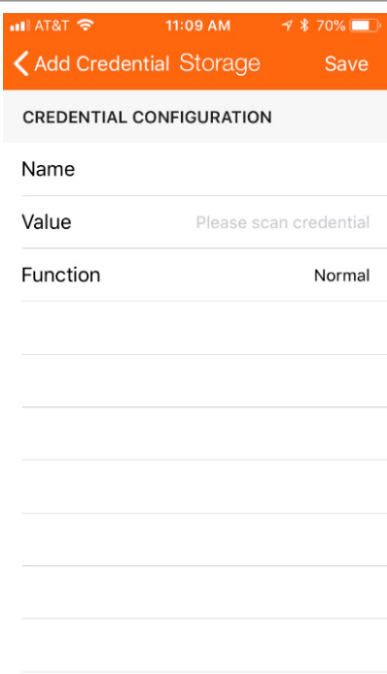 AT&T 11:09 AM 70%
Add Credential Storage Save
CREDENTIAL CONFIGURATION
Name
Value Please scan credential
Function Normal